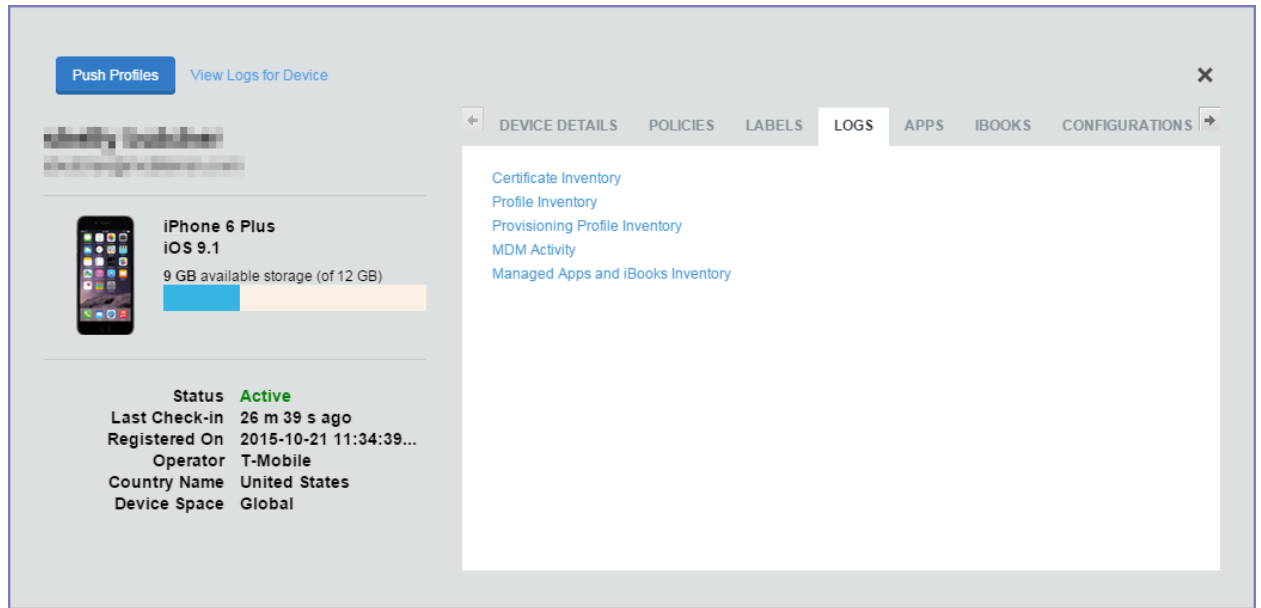 Push Profiles View Logs for Device
DEVICE DETAILS POLICIES LABELS LOGS APPS IBOOKS CONFIGURATIONS
iPhone 6 Plus
iOS 9.1
9 GB available storage (of 12 GB)
Status Active
Last Check-in 26 m 39 s ago
Registered On 2015-10-21 11:34:39...
Operator T-Mobile
Country Name United States
Device Space Global
Certificate Inventory
Profile Inventory
Provisioning Profile Inventory
MDM Activity
Managed Apps and iBooks Inventory